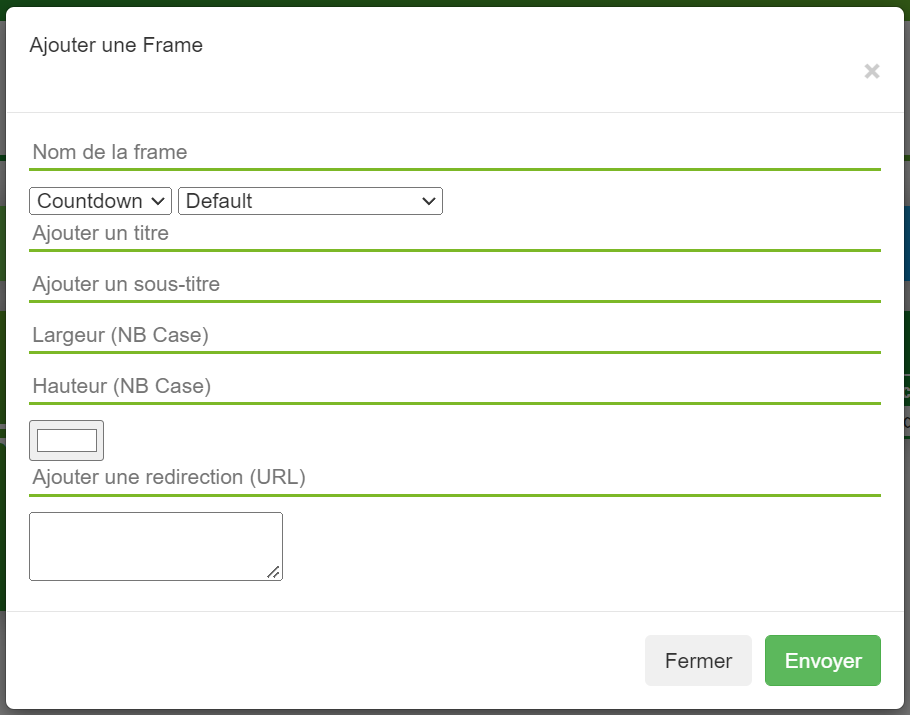 Ajouter une Frame
×
Nom de la frame
Countdown Default
Ajouter un titre
Ajouter un sous-titre
Largeur (NB Case)
Hauteur (NB Case)
Ajouter une redirection (URL)
Fermer Envoyer